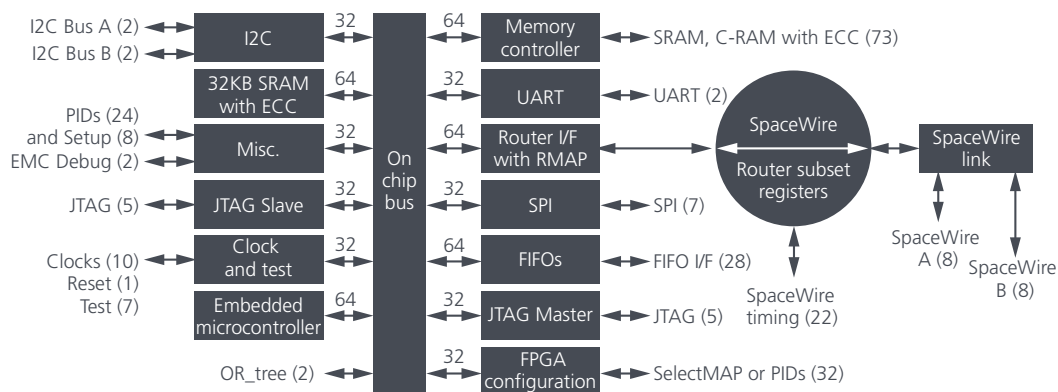 I2C Bus A (2)
I2C Bus B (2)
I2C
32
64
Memory
controller
SRAM, C-RAM with ECC (73)
32KB SRAM
with ECC
64
32
UART
UART (2)
PIDs (24)
and Setup (8)
EMC Debug (2)
Misc.
32
On
chip
bus
64
Router I/F
with RMAP
SpaceWire
Router subset
registers
SpaceWire
link
JTAG (5)
JTAG Slave
32
32
SPI
SPI (7)
SpaceWire
A (8)
SpaceWire
B (8)
Clocks (10)
Reset (1)
Test (7)
Clock
and test
32
64
FIFOs
FIFO I/F (28)
SpaceWire
timing (22)
Embedded
microcontroller
64
32
JTAG Master
JTAG (5)
OR_tree (2)
32
FPGA
configuration
SelectMAP or PIDs (32)